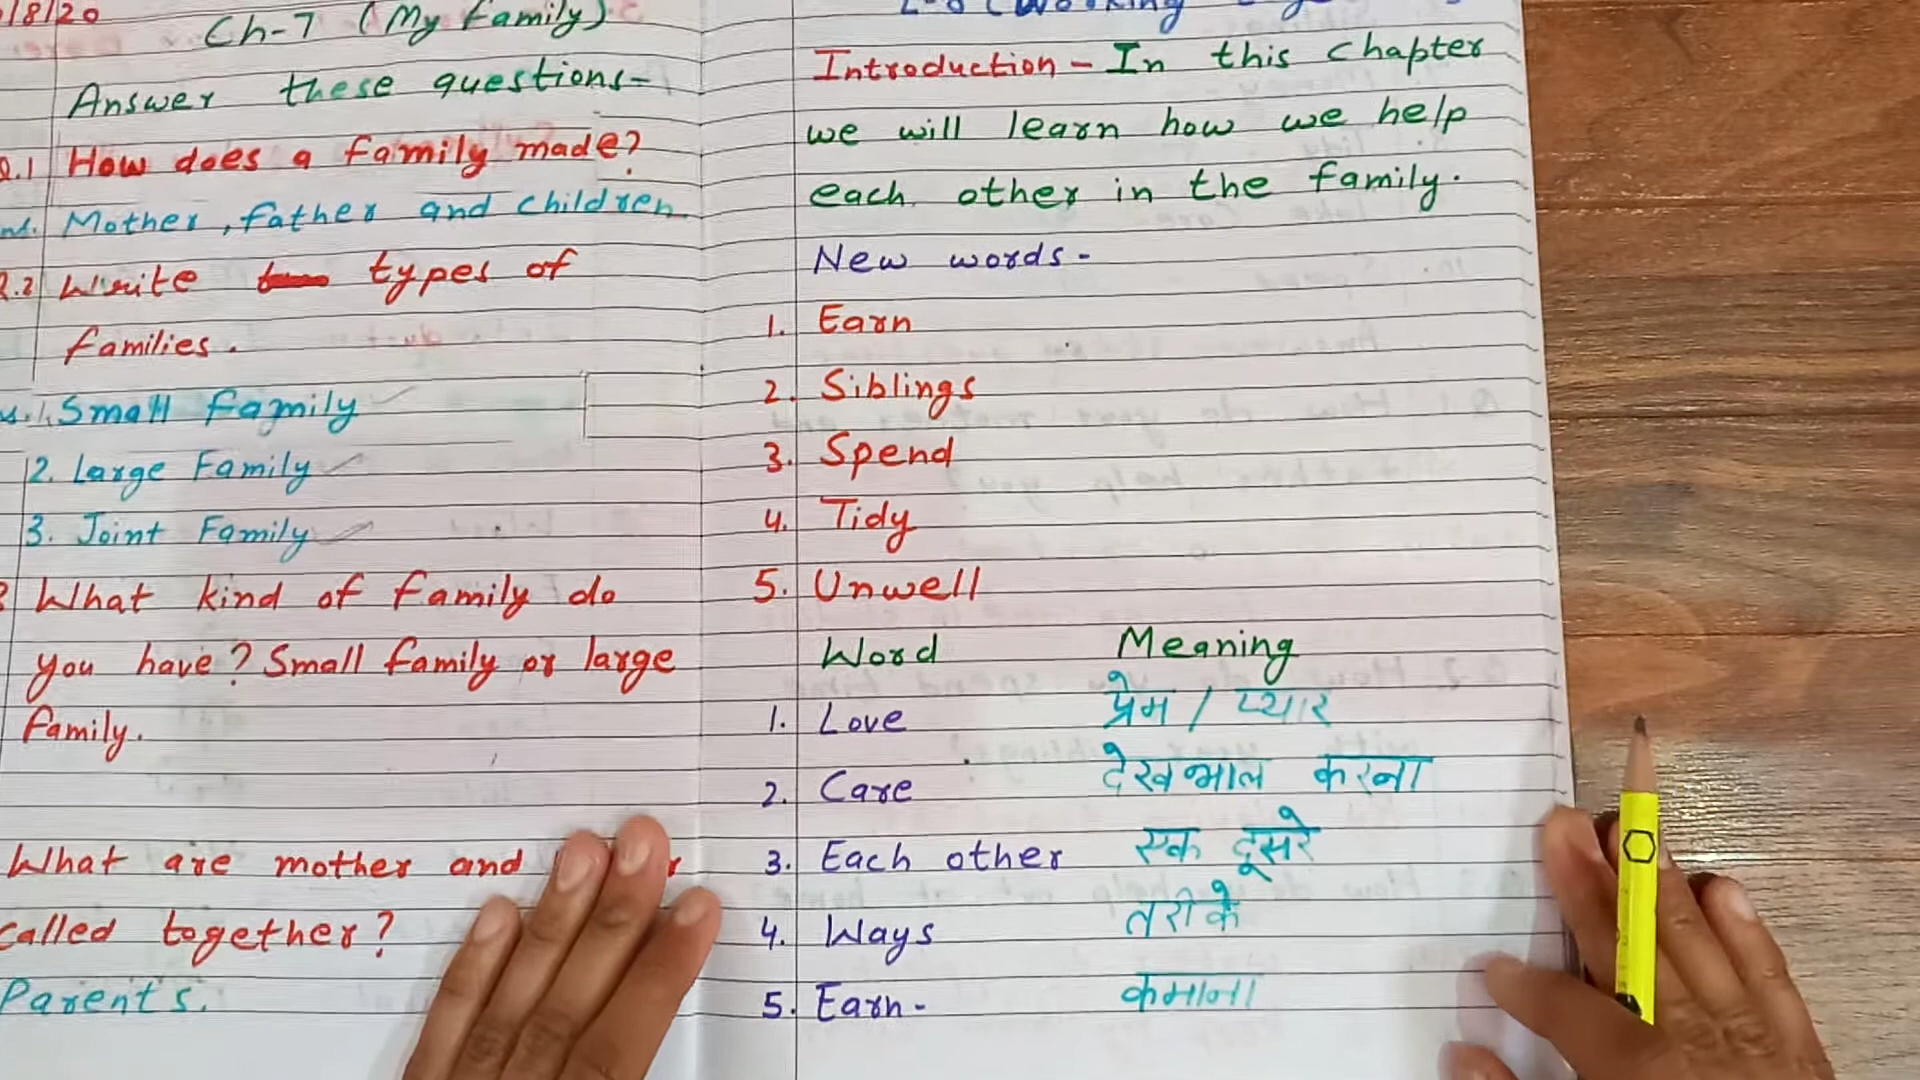 /8/20
Ch-7 (My family)
Answer these questions-
Q.1 How does a family made?
Mother, father and children.
Q.2 Write types of
families.
1. Small Family
2. Large Family
3. Joint Family
What kind of family do
you have? Small family or large
family.
What are mother and
called together?
Parents.
Introduction - In this chapter
we will learn how we help
each other in the family.
New words-
1. Earn
2. Siblings
3. Spend
4. Tidy
5. Unwell
Word Meaning
1. Love प्रेम / प्यार
2. Care देखभाल करना
3. Each other एक दूसरे
4. Ways तरीके
5. Earn- कमाना